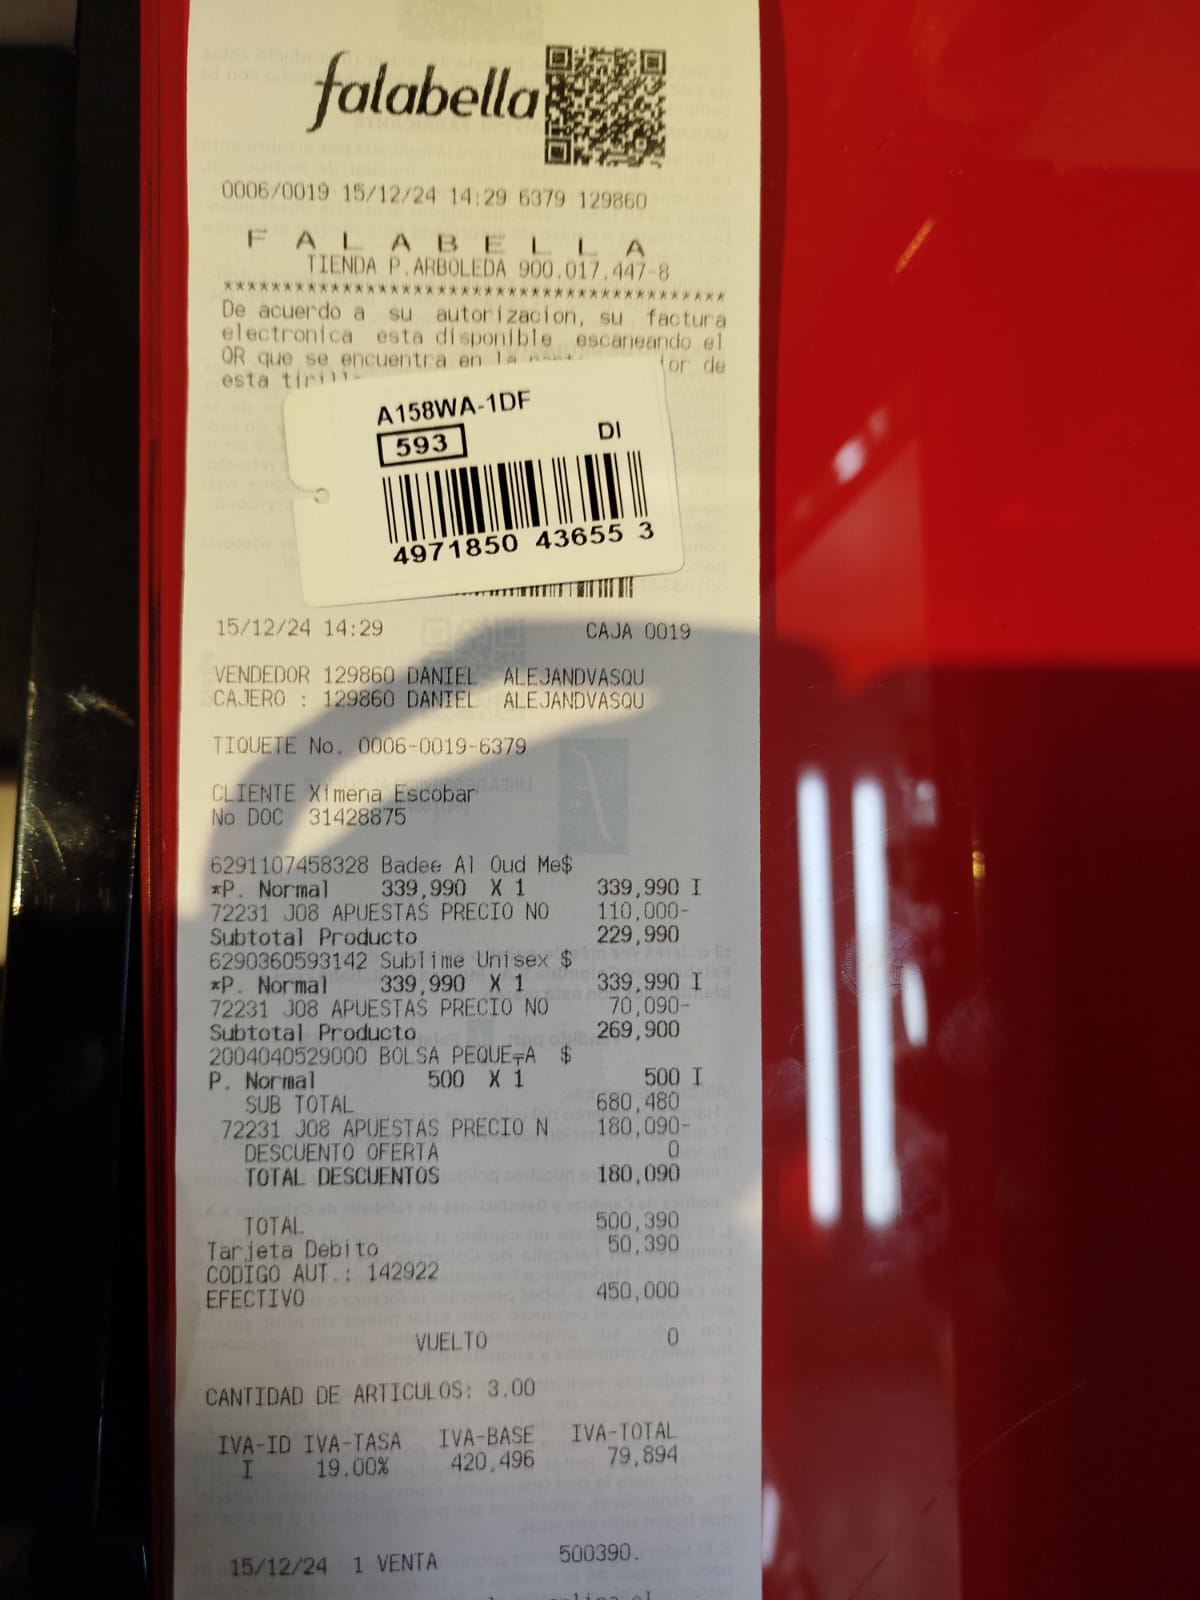 falabella
0006/0019 15/12/24 14:29 6379 129860
F A L A B E L L A
TIENDA P.ARBOLEDA 900.017.447-8
******************************************
De acuerdo a su autorizacion, su factura
electronica esta disponible escaneando el
QR que se encuentra en la or de
esta
A158WA-1DF
593
DI
4971850 43655 3
15/12/24 14:29 CAJA 0019
VENDEDOR 129860 DANIEL ALEJANDVASQU
CAJERO : 129860 DANIEL ALEJANDVASQU
TIQUETE No. 0006-0019-6379
CLIENTE Ximena Escobar
No DOC 31428875
6291107458328 Badee Al Oud Me$
*P. Normal 339,990 X 1 339,990 I
72231 J08 APUESTAS PRECIO NO 110,000-
Subtotal Producto 229,990
6290360593142 Sublime Unisex $
*P. Normal 339,990 X 1 339,990 I
72231 J08 APUESTAS PRECIO NO 70,090-
Subtotal Producto 269,900
2004040529000 BOLSA PEQUE╤A $
P. Normal 500 X 1 500 I
SUB TOTAL 680,480
72231 J08 APUESTAS PRECIO N 180,090-
DESCUENTO OFERTA 0
TOTAL DESCUENTOS 180,090
TOTAL 500,390
Tarjeta Debito 50,390
CODIGO AUT.: 142922
EFECTIVO 450,000
VUELTO 0
CANTIDAD DE ARTICULOS: 3.00
IVA-ID IVA-TASA IVA-BASE IVA-TOTAL
I 19.00% 420,496 79,894
15/12/24 1 VENTA 500390.